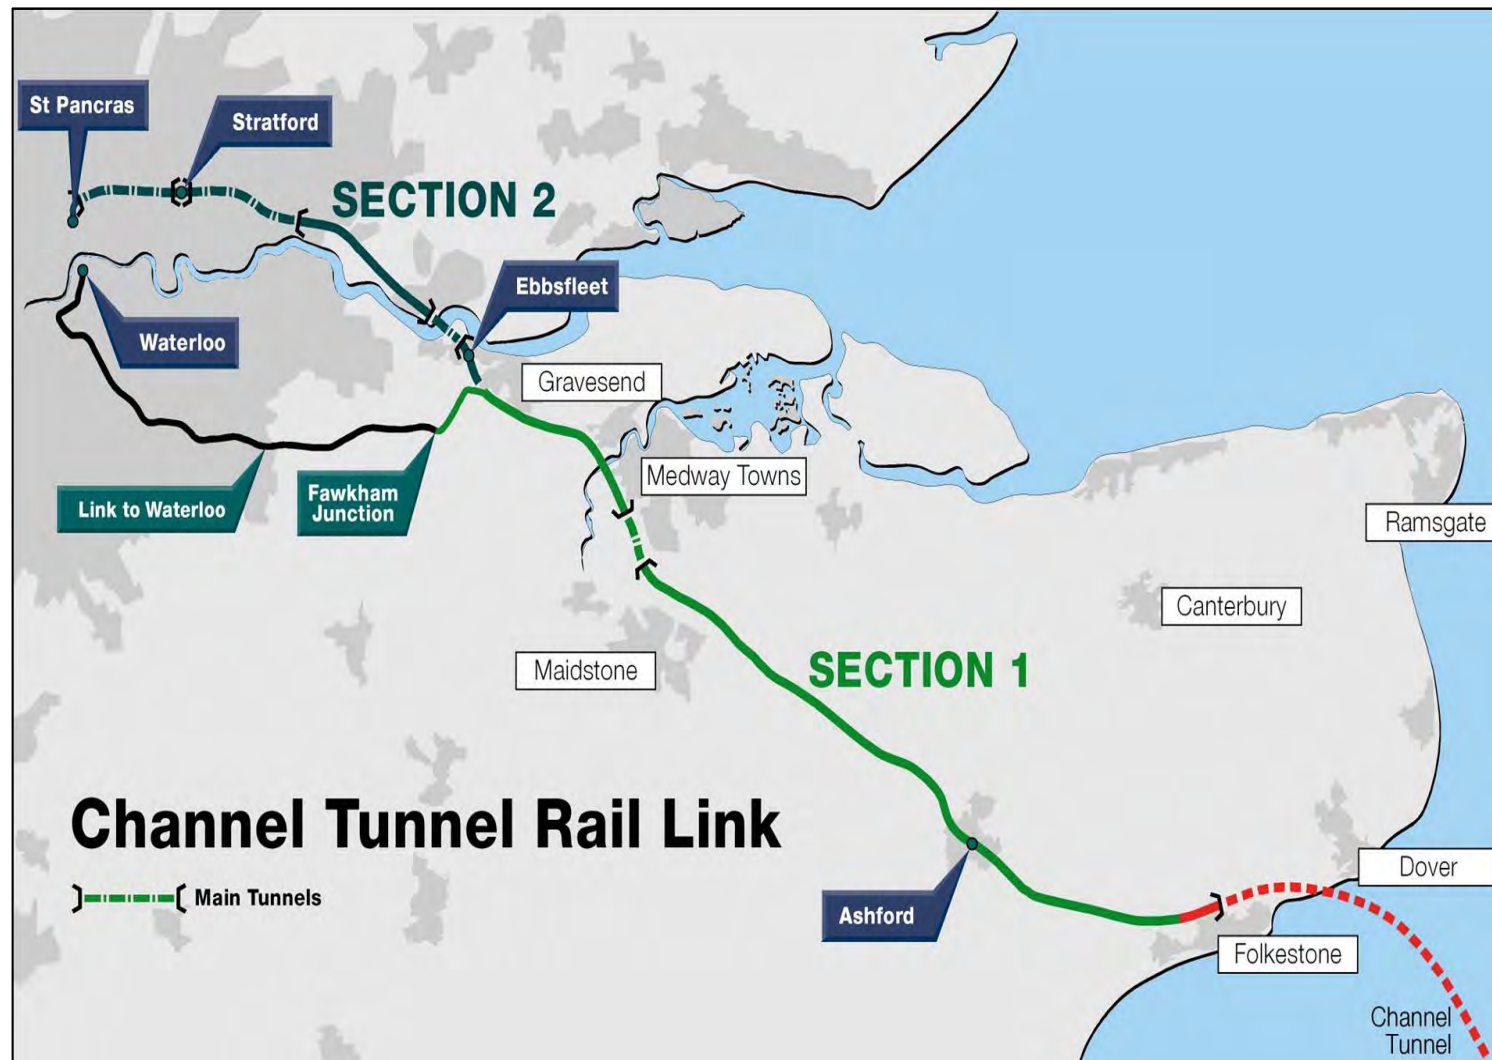 St Pancras
Stratford
SECTION 2
Ebbsfleet
Waterloo
Gravesend
Medway Towns
Link to Waterloo
Fawkham
Junction
Ramsgate
Canterbury
Maidstone
SECTION 1
Channel Tunnel Rail Link
Main Tunnels
Dover
Ashford
Folkestone
Channel
Tunnel